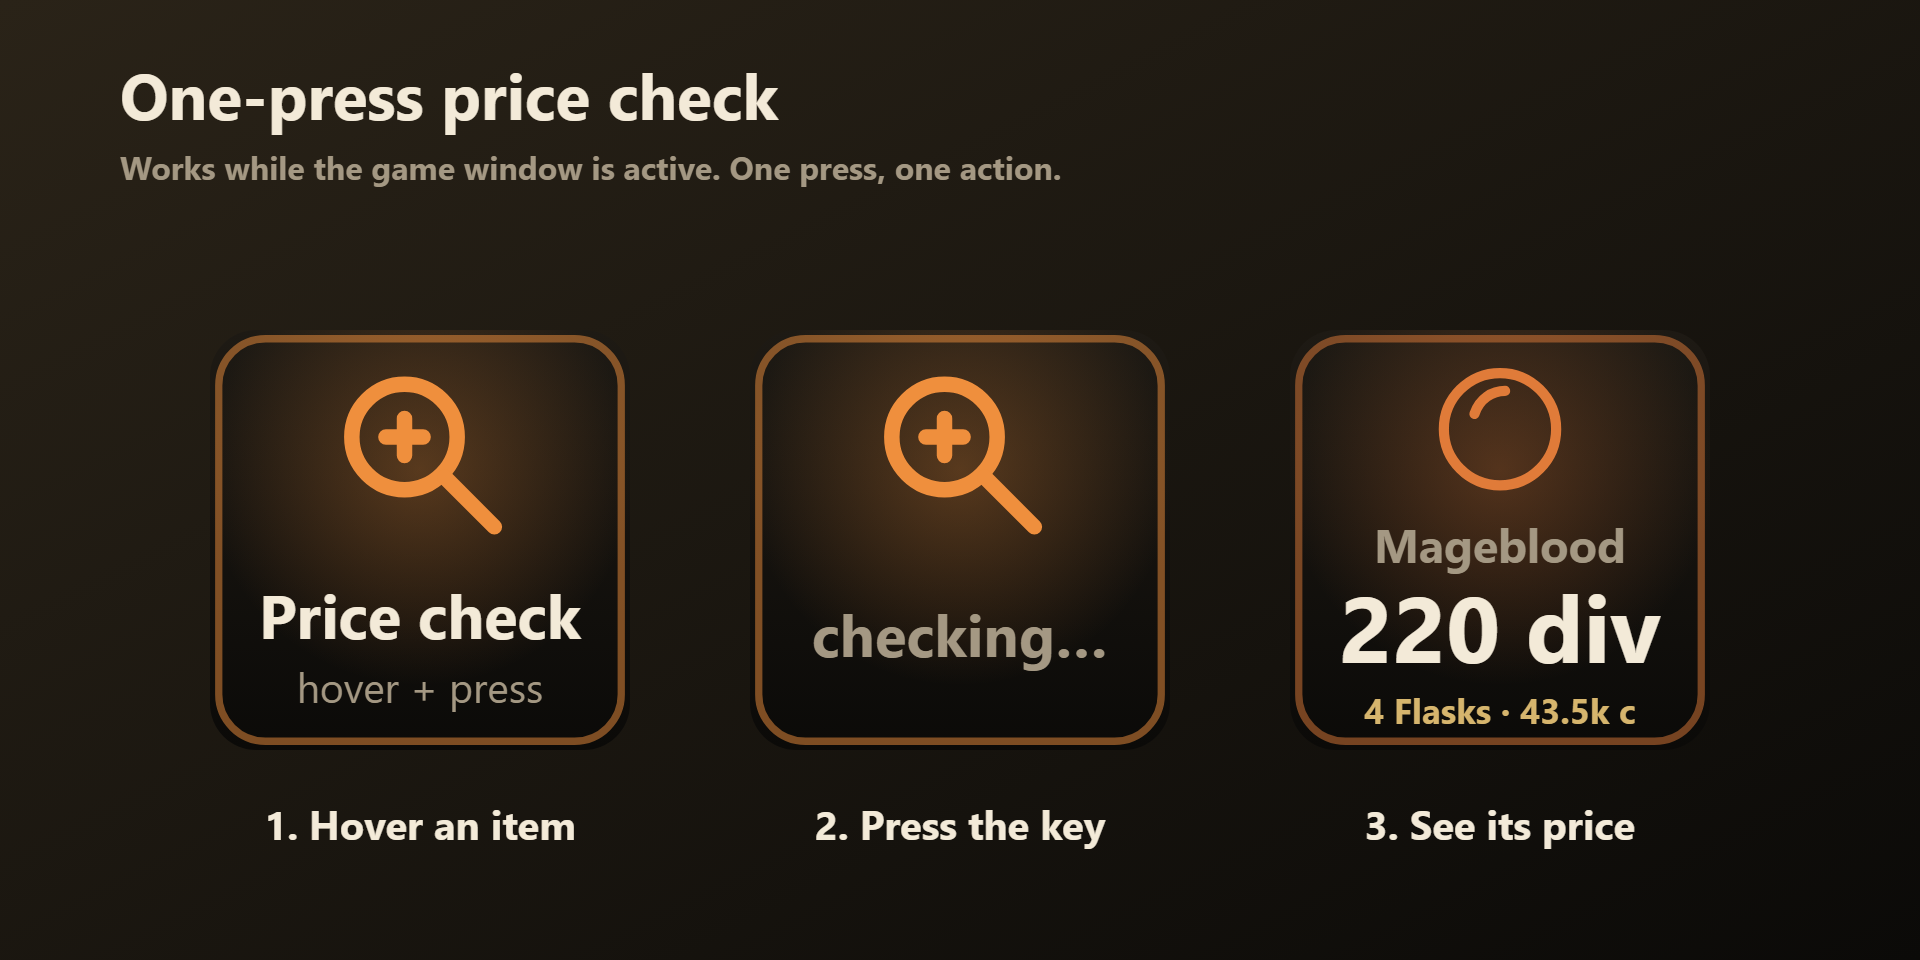 One-press price check
Works while the game window is active. One press, one action.
Price check
hover + press
checking...
Mageblood
220 div
4 Flasks · 43.5k c
1. Hover an item
2. Press the key
3. See its price